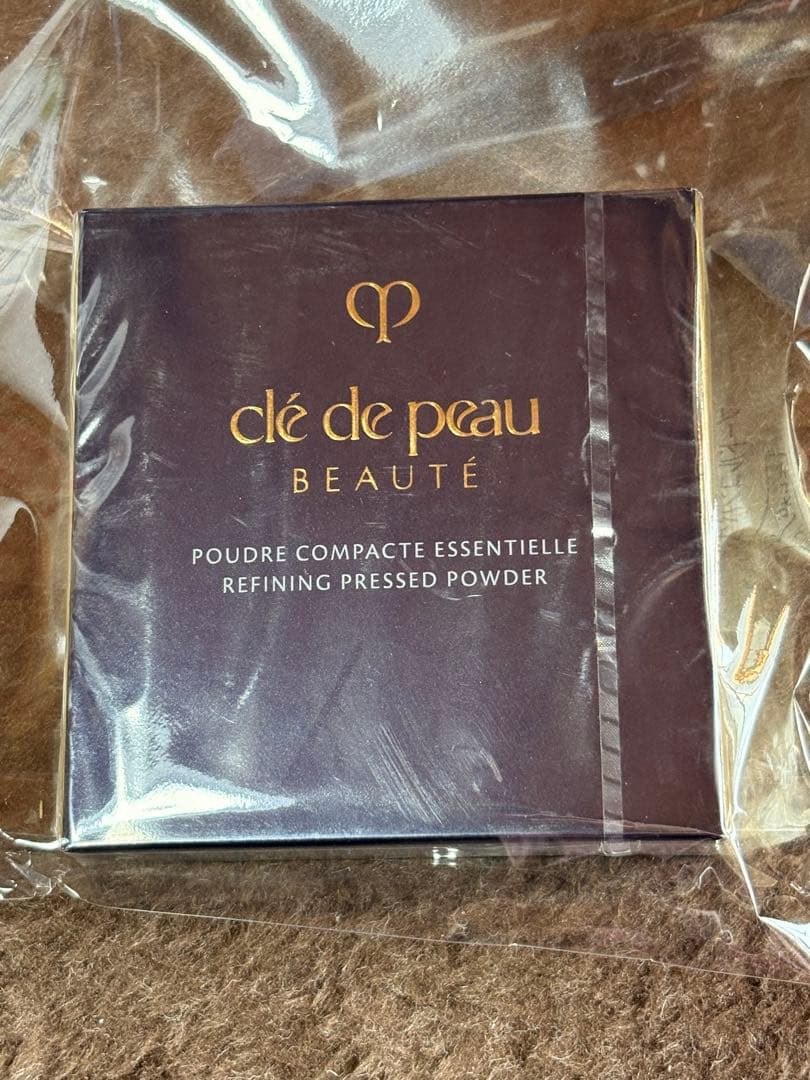 clé de peau
BEAUTÉ
POUDRE COMPACTE ESSENTIELLE
REFINING PRESSED POWDER